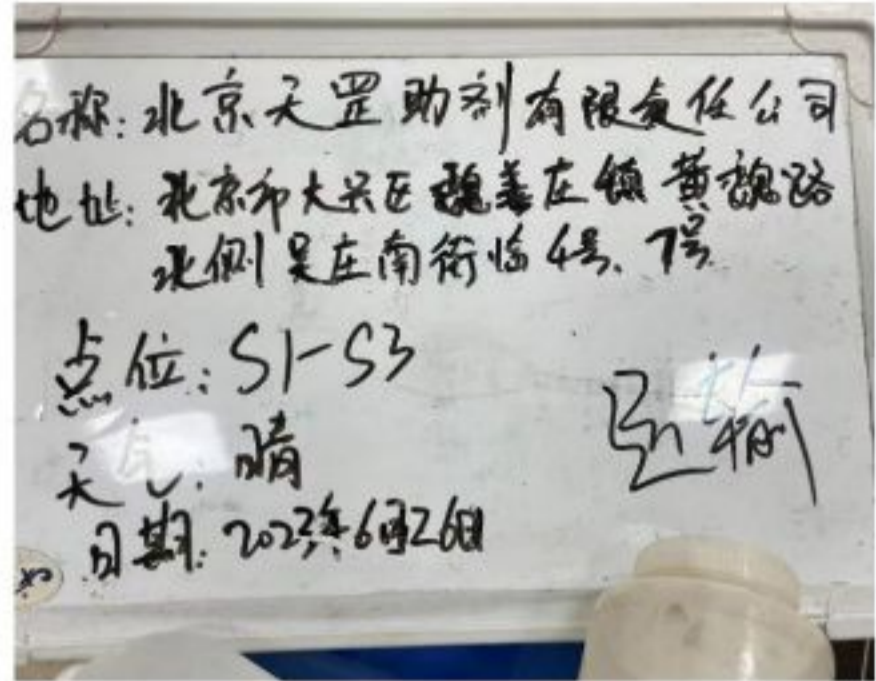 名称:北京天罡助剂有限责任公司
地址:北京市大兴区魏善庄镇黄魏路
北侧吴庄南街临4号、7号
点位:S1-S3
天气:晴
日期:2023年6月26日
运输